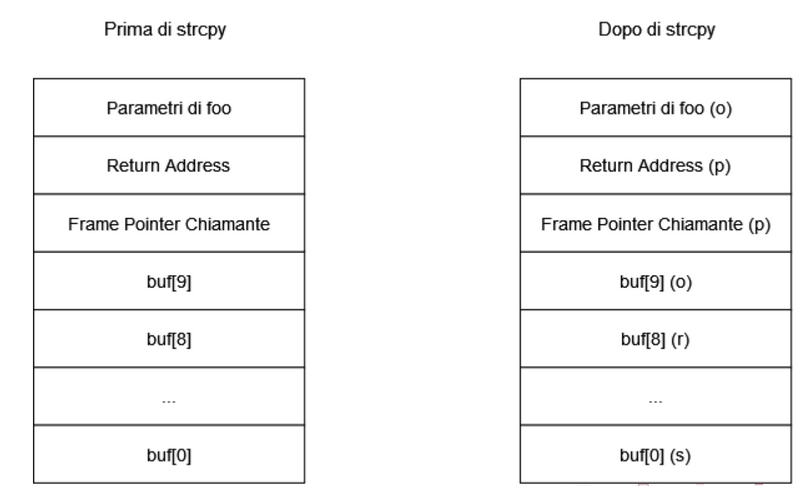 Prima di strcpy
Dopo di strcpy
Parametri di foo
Return Address
Frame Pointer Chiamante
buf[9]
buf[8]
...
buf[0]
Parametri di foo (o)
Return Address (p)
Frame Pointer Chiamante (p)
buf[9] (o)
buf[8] (r)
...
buf[0] (s)